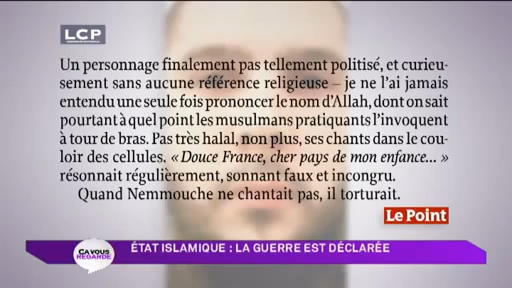 LCP
Un personnage finalement pas tellement politisé, et curieu-
sement sans aucune référence religieuse – je ne l'ai jamais
entendu une seule fois prononcer le nom d'Allah, dont on sait
pourtant à quel point les musulmans pratiquants l'invoquent
à tour de bras. Pas très halal, non plus, ses chants dans le cou-
loir des cellules. « Douce France, cher pays de mon enfance... »
résonnait régulièrement, sonnant faux et incongru.
Quand Nemmouche ne chantait pas, il torturait.
Le Point
ÇA VOUS
REGARDE
ÉTAT ISLAMIQUE : LA GUERRE EST DÉCLARÉE